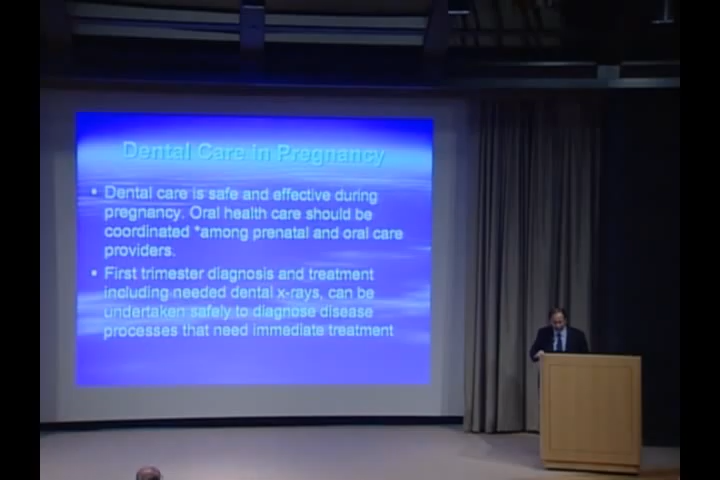 Dental Care in Pregnancy
• Dental care is safe and effective during
pregnancy. Oral health care should be
coordinated *among prenatal and oral care
providers.
• First trimester diagnosis and treatment
including needed dental x-rays, can be
undertaken safely to diagnose disease
processes that need immediate treatment